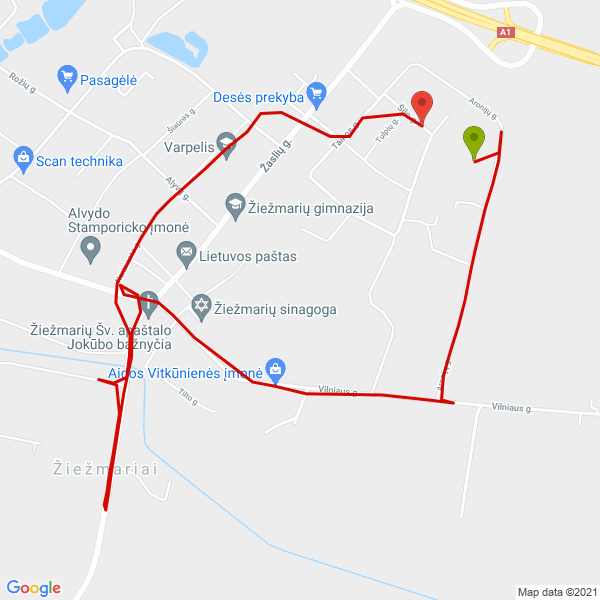 A1
Rožių g.
Pasagėlė
Desės prekyba
Aronijų g.
Šilo g.
Šiaurės g.
Tulpių g.
Varpelis
Žaslių g.
Scan technika
Alyvų g.
Žiežmarių gimnazija
Alvydo
Stamporicko įmonė
Lietuvos paštas
Žiežmarių sinagoga
Žiežmarių Šv. apaštalo
Jokūbo bažnyčia
Aidos Vitkūnienės įmonė
Vilniaus g.
Vilniaus g.
Tilto g.
Žiežmariai
Google
Map data ©2021